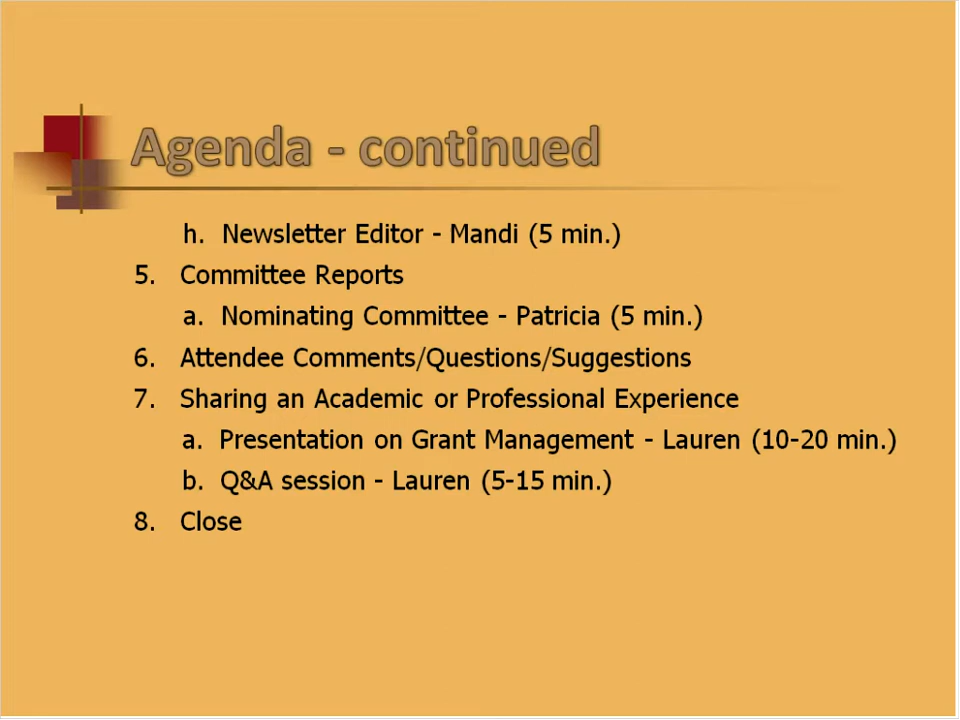 Agenda - continued
h. Newsletter Editor - Mandi (5 min.)
5. Committee Reports
a. Nominating Committee - Patricia (5 min.)
6. Attendee Comments/Questions/Suggestions
7. Sharing an Academic or Professional Experience
a. Presentation on Grant Management - Lauren (10-20 min.)
b. Q&A session - Lauren (5-15 min.)
8. Close